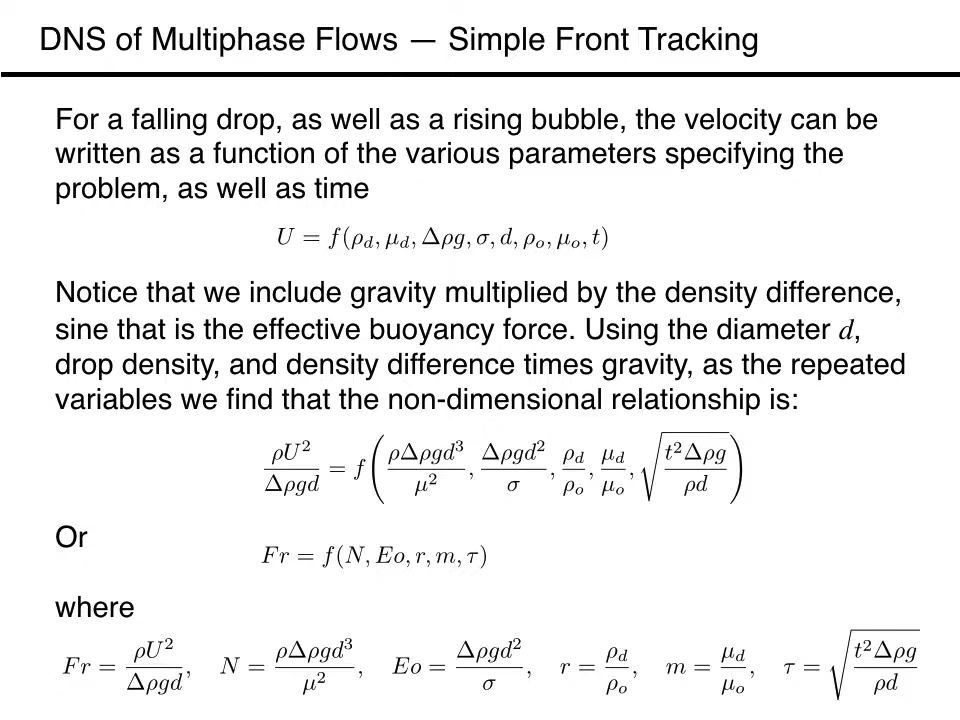 DNS of Multiphase Flows — Simple Front Tracking
For a falling drop, as well as a rising bubble, the velocity can be
written as a function of the various parameters specifying the
problem, as well as time
U = f(ρ_d, μ_d, Δρg, σ, d, ρ_o, μ_o, t)
Notice that we include gravity multiplied by the density difference,
sine that is the effective buoyancy force. Using the diameter d,
drop density, and density difference times gravity, as the repeated
variables we find that the non-dimensional relationship is:
ρU²/Δρgd = f(ρΔρgd³/μ², Δρgd²/σ, ρ_d/ρ_o, μ_d/μ_o, √(t²Δρg/ρd))
Or
Fr = f(N, Eo, r, m, τ)
where
Fr = ρU²/Δρgd, N = ρΔρgd³/μ², Eo = Δρgd²/σ, r = ρ_d/ρ_o, m = μ_d/μ_o, τ = √(t²Δρg/ρd)